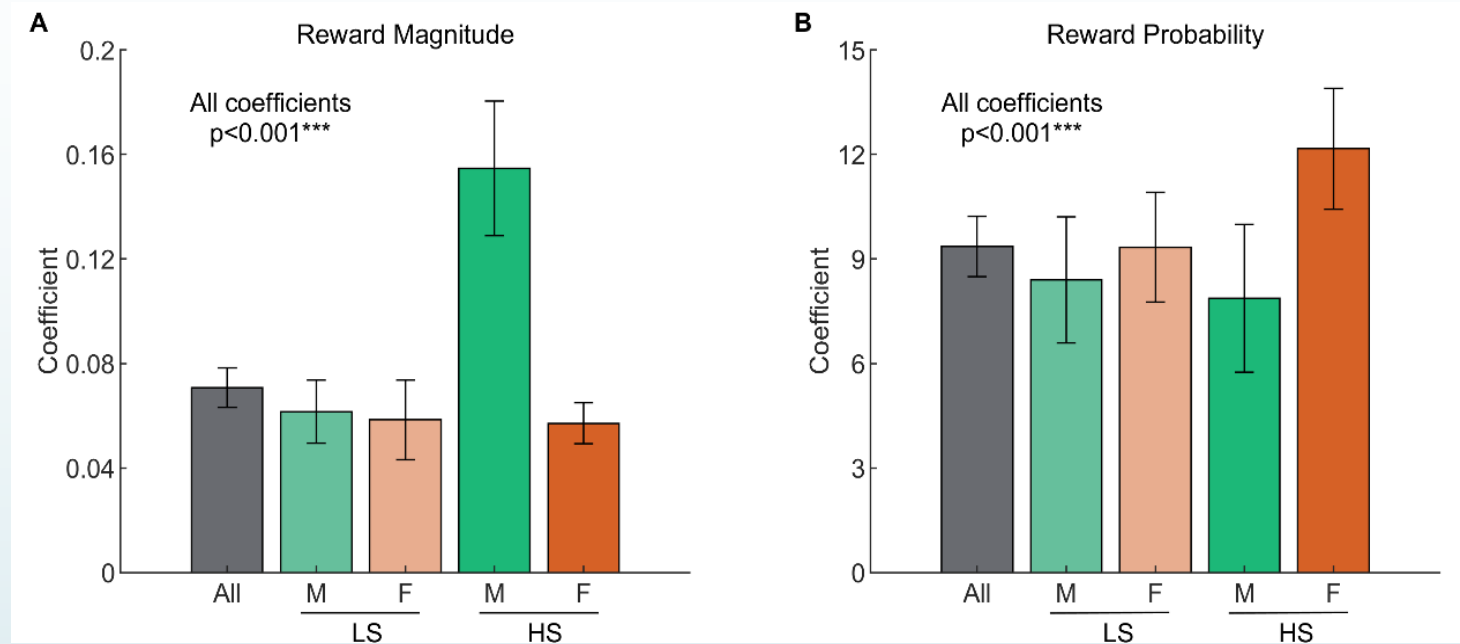 A
Reward Magnitude
All coefficients
p<0.001***
Coefficient
0.2
0.16
0.12
0.08
0.04
0
All M F M F
LS HS
B
Reward Probability
All coefficients
p<0.001***
Coefficient
15
12
9
6
3
0
All M F M F
LS HS